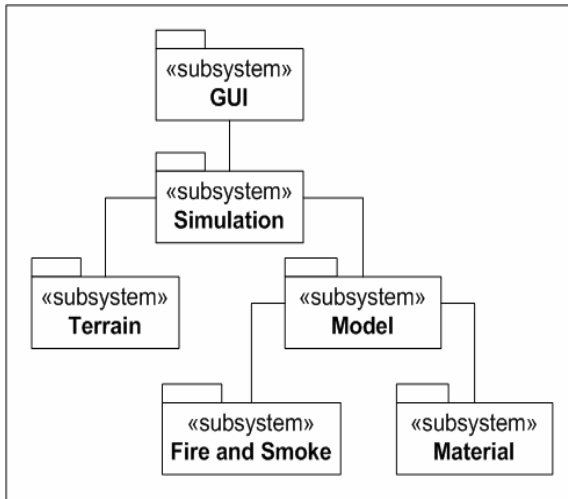 «subsystem»
GUI
«subsystem»
Simulation
«subsystem»
Terrain
«subsystem»
Model
«subsystem»
Fire and Smoke
«subsystem»
Material